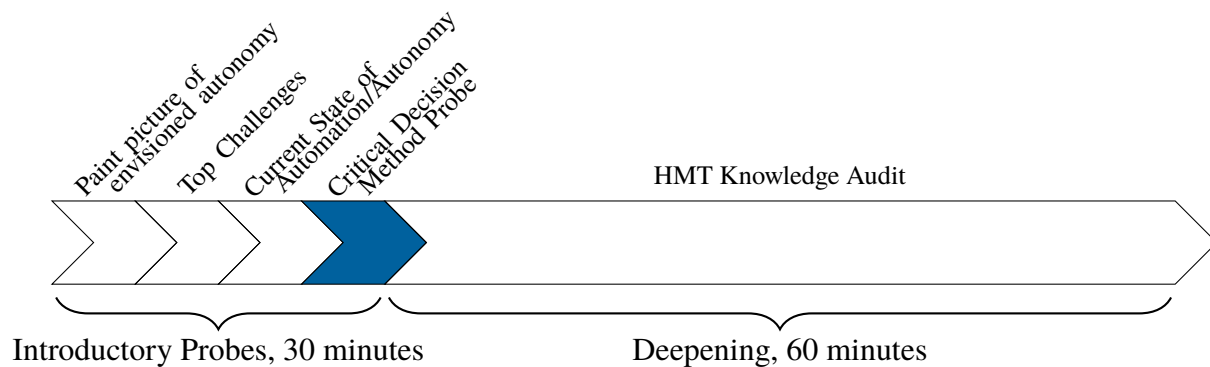 Paint picture of
envisioned autonomy
Top Challenges
Current State of
Automation/Autonomy
Critical Decision
Method Probe
HMT Knowledge Audit
Introductory Probes, 30 minutes
Deepening, 60 minutes